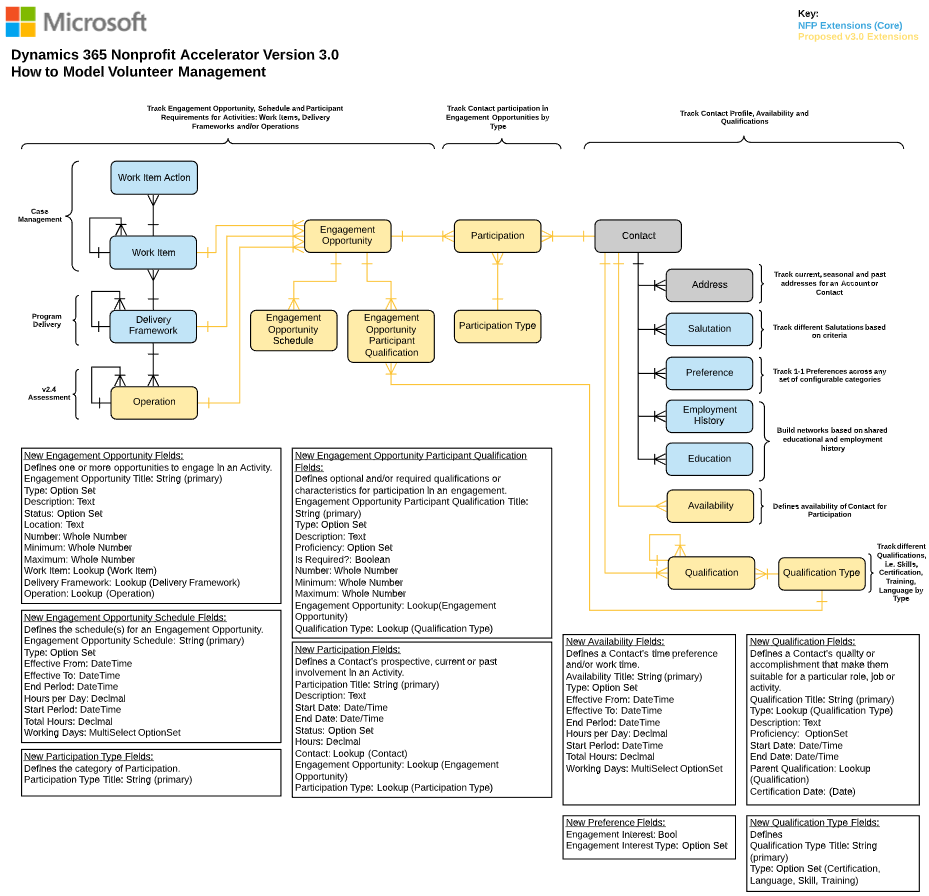 Microsoft
Key:
NFP Extensions (Core)
Proposed v3.0 Extensions
Dynamics 365 Nonprofit Accelerator Version 3.0
How to Model Volunteer Management
Track Engagement Opportunity, Schedule and Participant
Requirements for Activities: Work Items, Delivery
Frameworks and/or Operations
Track Contact participation in
Engagement Opportunities by
Type
Track Contact Profile, Availability and
Qualifications
Case
Management
Work Item Action
Work Item
Program
Delivery
Delivery
Framework
v2.4
Assessment
Operation
Engagement
Opportunity
Engagement
Opportunity
Schedule
Engagement
Opportunity
Participant
Qualification
Participation
Participation Type
Contact
Address
Track current, seasonal and past
addresses for an Account or
Contact
Salutation
Track different Salutations based
on criteria
Preference
Track 1-1 Preferences across any
set of configurable categories
Employment
History
Education
Build networks based on shared
educational and employment
history
Availability
Defines availability of Contact for
Participation
Qualification
Qualification Type
Track different
Qualifications,
i.e. Skills,
Certification,
Training,
Language by
Type
New Engagement Opportunity Fields:
Defines one or more opportunities to engage in an Activity.
Engagement Opportunity Title: String (primary)
Type: Option Set
Description: Text
Status: Option Set
Location: Text
Number: Whole Number
Minimum: Whole Number
Maximum: Whole Number
Work Item: Lookup (Work Item)
Delivery Framework: Lookup (Delivery Framework)
Operation: Lookup (Operation)
New Engagement Opportunity Schedule Fields:
Defines the schedule(s) for an Engagement Opportunity.
Engagement Opportunity Schedule: String (primary)
Type: Option Set
Effective From: DateTime
Effective To: DateTime
End Period: DateTime
Hours per Day: Decimal
Start Period: DateTime
Total Hours: Decimal
Working Days: MultiSelect OptionSet
New Participation Type Fields:
Defines the category of Participation.
Participation Type Title: String (primary)
New Engagement Opportunity Participant Qualification
Fields:
Defines optional and/or required qualifications or
characteristics for participation in an engagement.
Engagement Opportunity Participant Qualification Title:
String (primary)
Type: Option Set
Description: Text
Proficiency: Option Set
Is Required?: Boolean
Number: Whole Number
Minimum: Whole Number
Maximum: Whole Number
Engagement Opportunity: Lookup(Engagement
Opportunity)
Qualification Type: Lookup (Qualification Type)
New Participation Fields:
Defines a Contact's prospective, current or past
involvement in an Activity.
Participation Title: String (primary)
Description: Text
Start Date: Date/Time
End Date: Date/Time
Status: Option Set
Hours: Decimal
Contact: Lookup (Contact)
Engagement Opportunity: Lookup (Engagement
Opportunity)
Participation Type: Lookup (Participation Type)
New Availability Fields:
Defines a Contact's time preference
and/or work time.
Availability Title: String (primary)
Type: Option Set
Effective From: DateTime
Effective To: DateTime
End Period: DateTime
Hours per Day: Decimal
Start Period: DateTime
Total Hours: Decimal
Working Days: MultiSelect OptionSet
New Preference Fields:
Engagement Interest: Bool
Engagement Interest Type: Option Set
New Qualification Fields:
Defines a Contact's quality or
accomplishment that make them
suitable for a particular role, job or
activity.
Qualification Title: String (primary)
Type: Lookup (Qualification Type)
Description: Text
Proficiency: OptionSet
Start Date: Date/Time
End Date: Date/Time
Parent Qualification: Lookup
(Qualification)
Certification Date: (Date)
New Qualification Type Fields:
Defines
Qualification Type Title: String
(primary)
Type: Option Set (Certification,
Language, Skill, Training)